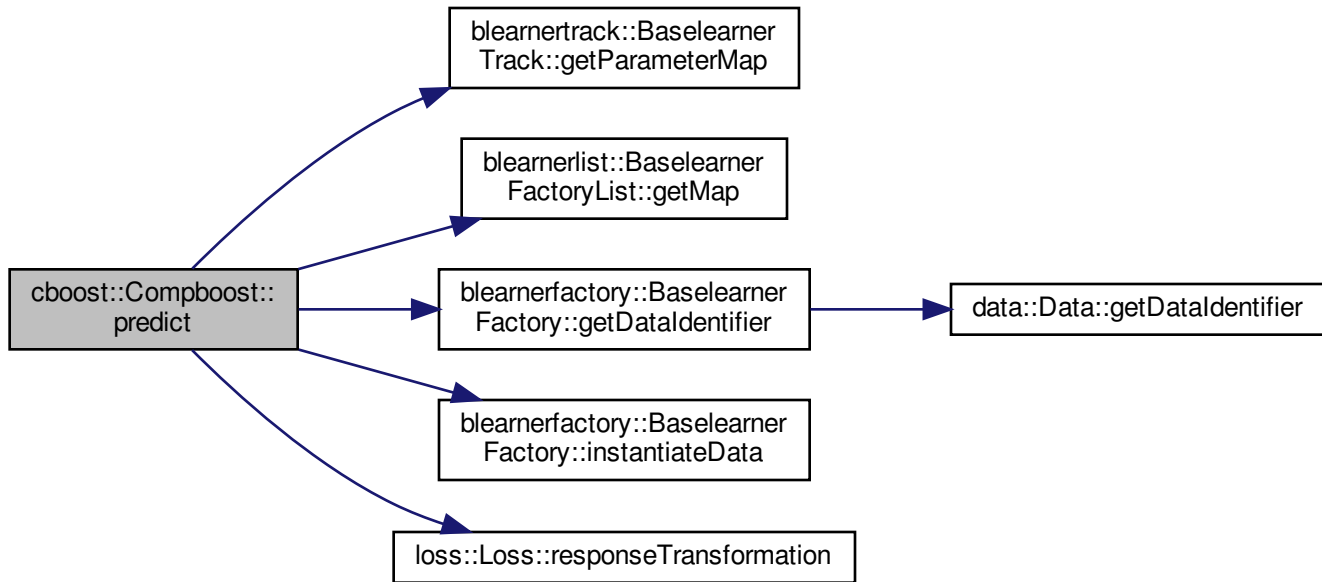 blearnertrack::Baselearner
Track::getParameterMap
blearnerlist::Baselearner
FactoryList::getMap
cboost::Compboost::
predict
blearnerfactory::Baselearner
Factory::getDataIdentifier
data::Data::getDataIdentifier
blearnerfactory::Baselearner
Factory::instantiateData
loss::Loss::responseTransformation